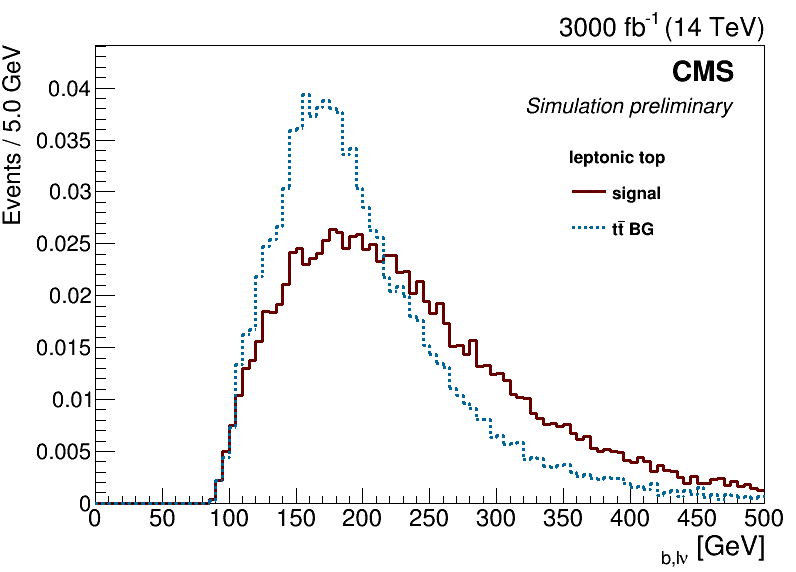 3000 fb-1 (14 TeV)
CMS
Simulation preliminary
leptonic top
signal
tt̄ BG
Events / 5.0 GeV
0.04
0.035
0.03
0.025
0.02
0.015
0.01
0.005
0
0 50 100 150 200 250 300 350 400 450 500
b,lν [GeV]